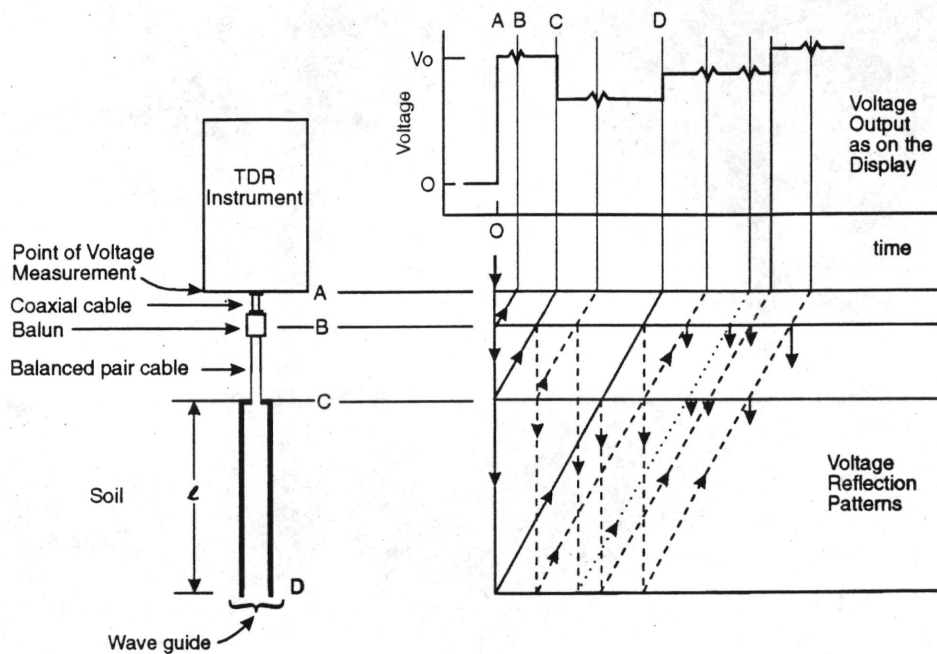 A B C D
Vo
Voltage
O
Voltage
Output
as on the
Display
TDR
Instrument
O
time
Point of Voltage
Measurement
A
Coaxial cable
Balun
B
Balanced pair cable
C
Soil
ℓ
Voltage
Reflection
Patterns
D
Wave guide